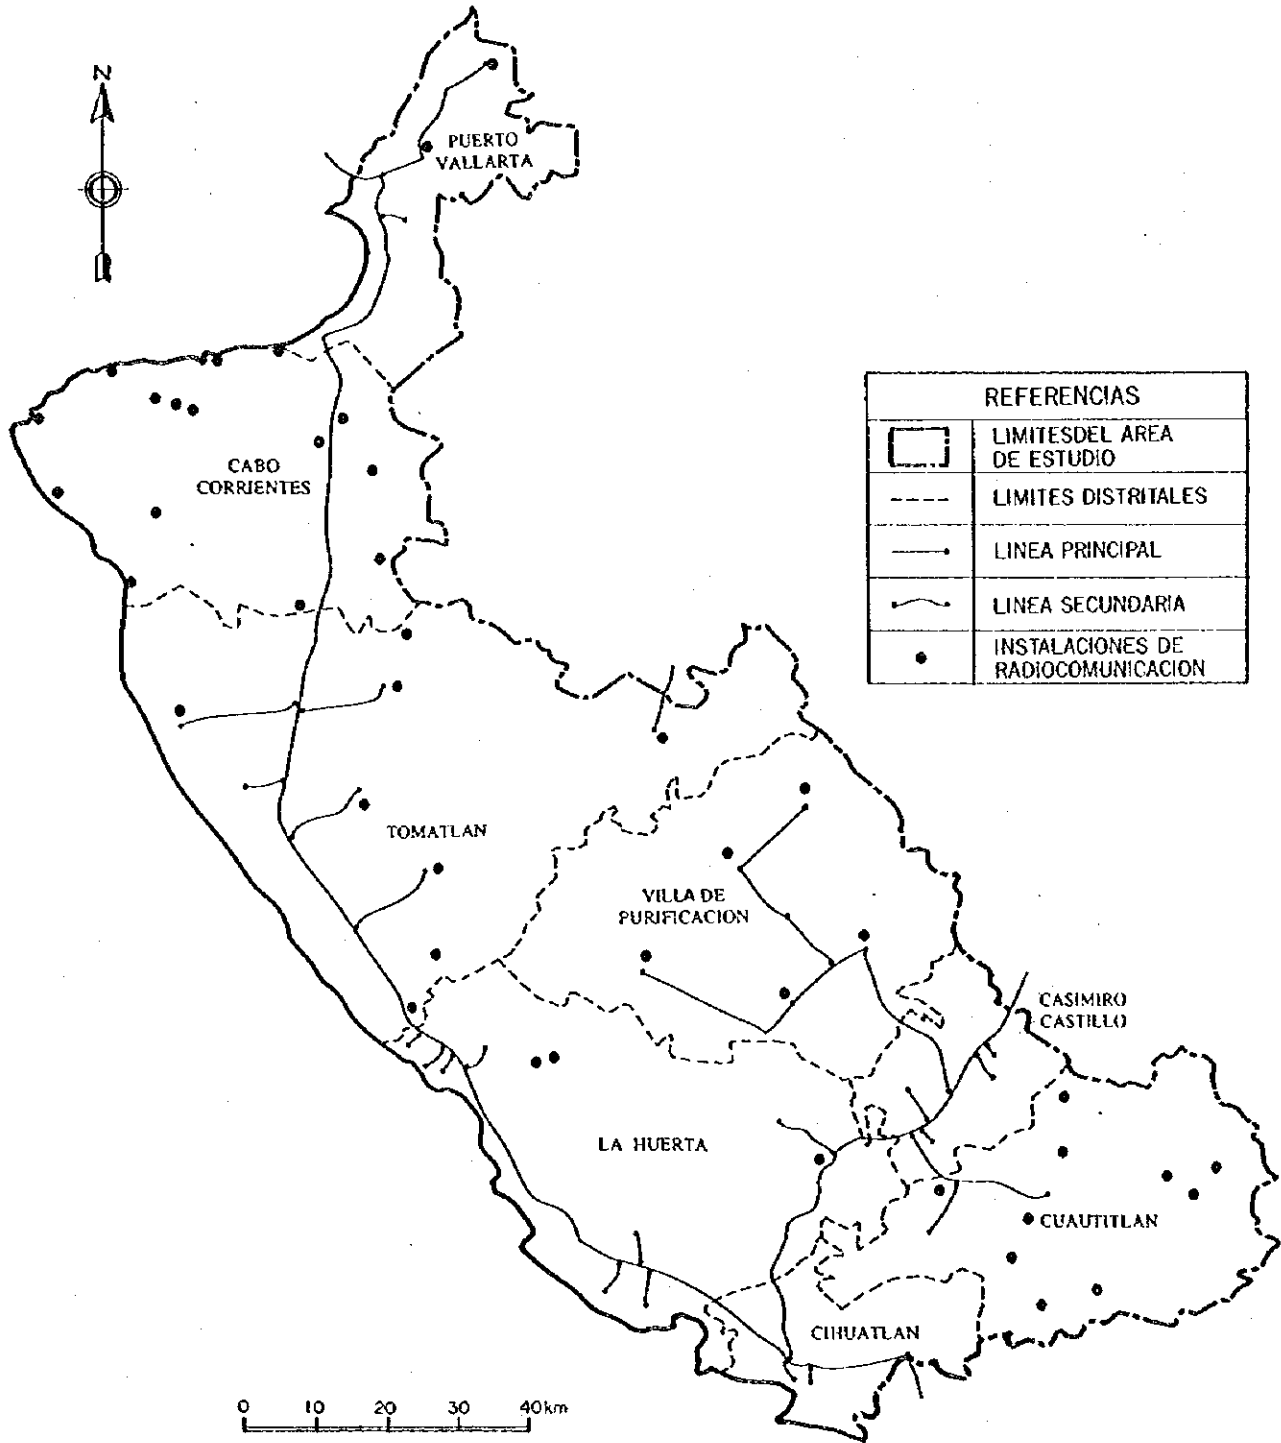 N
PUERTO
VALLARTA
CABO
CORRIENTES
REFERENCIAS
LIMITESDEL AREA
DE ESTUDIO
LIMITES DISTRITALES
LINEA PRINCIPAL
LINEA SECUNDARIA
INSTALACIONES DE
RADIOCOMUNICACION
TOMATLAN
VILLA DE
PURIFICACION
CASIMIRO
CASTILLO
LA HUERTA
CUAUTITLAN
CIHUATLAN
0 10 20 30 40km